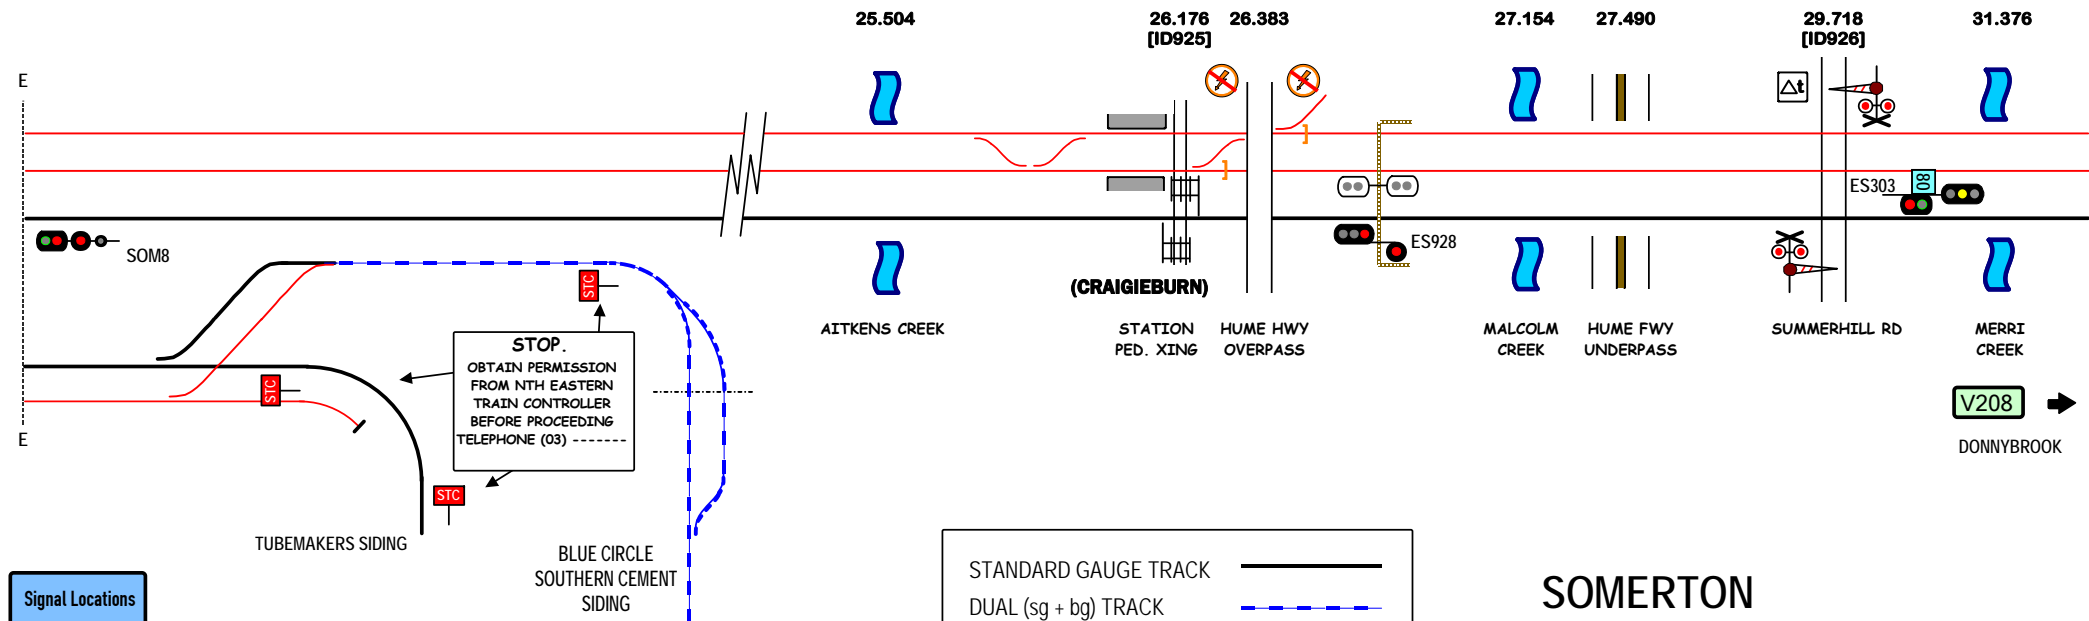 25.504
26.176
[ID925]
26.383
27.154
27.490
29.718
[ID926]
31.376
E
Δt
SOM8
80
ES303
ES928
STC
(CRAIGIEBURN)
AITKENS CREEK
STATION
PED. XING
HUME HWY
OVERPASS
MALCOLM
CREEK
HUME FWY
UNDERPASS
SUMMERHILL RD
MERRI
CREEK
STOP.
OBTAIN PERMISSION
FROM NTH EASTERN
TRAIN CONTROLLER
BEFORE PROCEEDING
TELEPHONE (03) -------
STC
E
V208
DONNYBROOK
STC
TUBEMAKERS SIDING
BLUE CIRCLE
SOUTHERN CEMENT
SIDING
Signal Locations
STANDARD GAUGE TRACK
DUAL (sg + bg) TRACK
SOMERTON